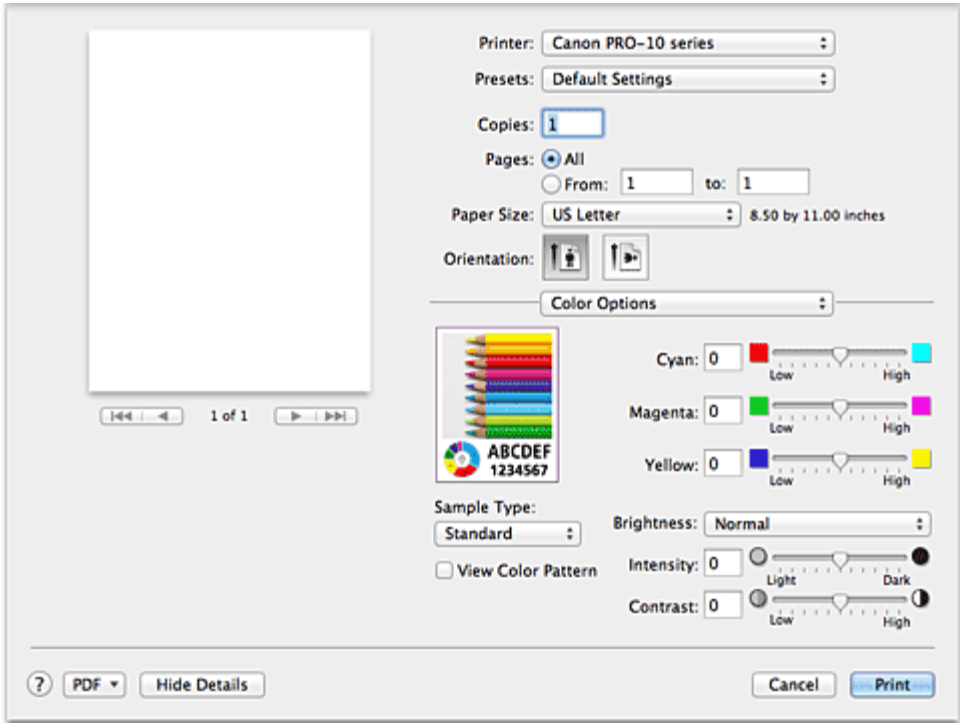 Printer: Canon PRO-10 series
Presets: Default Settings
Copies: 1
Pages: All
From: 1 to: 1
Paper Size: US Letter 8.50 by 11.00 inches
Orientation:
Color Options
1 of 1
ABCDEF
1234567
Cyan: 0
Low High
Magenta: 0
Low High
Yellow: 0
Low High
Sample Type:
Standard
View Color Pattern
Brightness: Normal
Intensity: 0
Light Dark
Contrast: 0
Low High
? PDF Hide Details Cancel Print